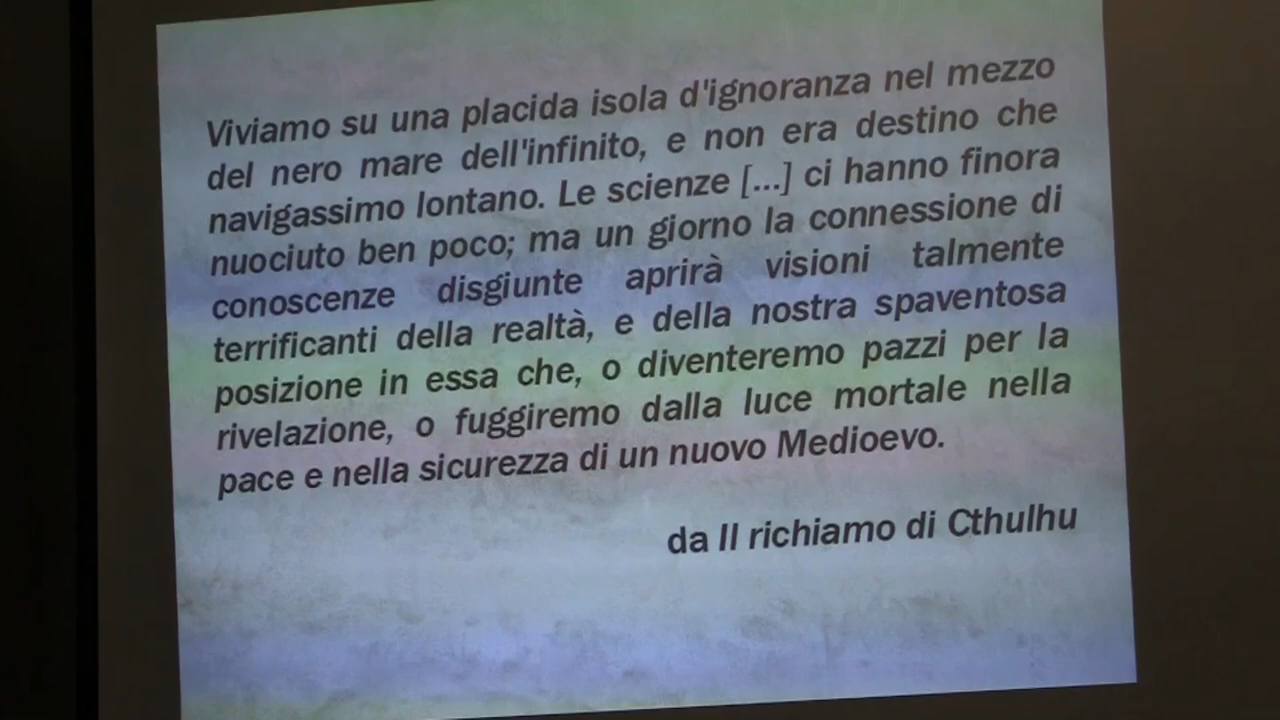 Viviamo su una placida isola d'ignoranza nel mezzo
del nero mare dell'infinito, e non era destino che
navigassimo lontano. Le scienze [...] ci hanno finora
nuociuto ben poco; ma un giorno la connessione di
conoscenze disgiunte aprirà visioni talmente
terrificanti della realtà, e della nostra spaventosa
posizione in essa che, o diventeremo pazzi per la
rivelazione, o fuggiremo dalla luce mortale nella
pace e nella sicurezza di un nuovo Medioevo.
da Il richiamo di Cthulhu